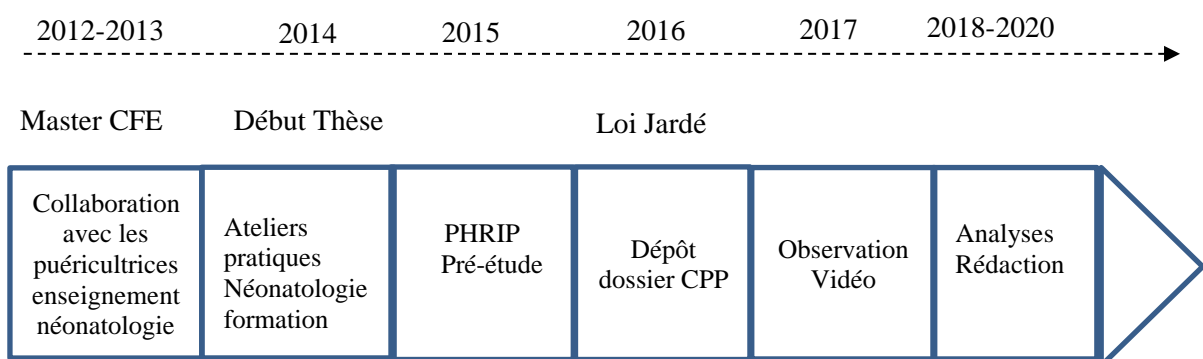 2012-2013 2014 2015 2016 2017 2018-2020
Master CFE Début Thèse Loi Jardé
Collaboration
avec les
puéricultrices
enseignement
néonatologie
Ateliers
pratiques
Néonatologie
formation
PHRIP
Pré-étude
Dépôt
dossier CPP
Observation
Vidéo
Analyses
Rédaction